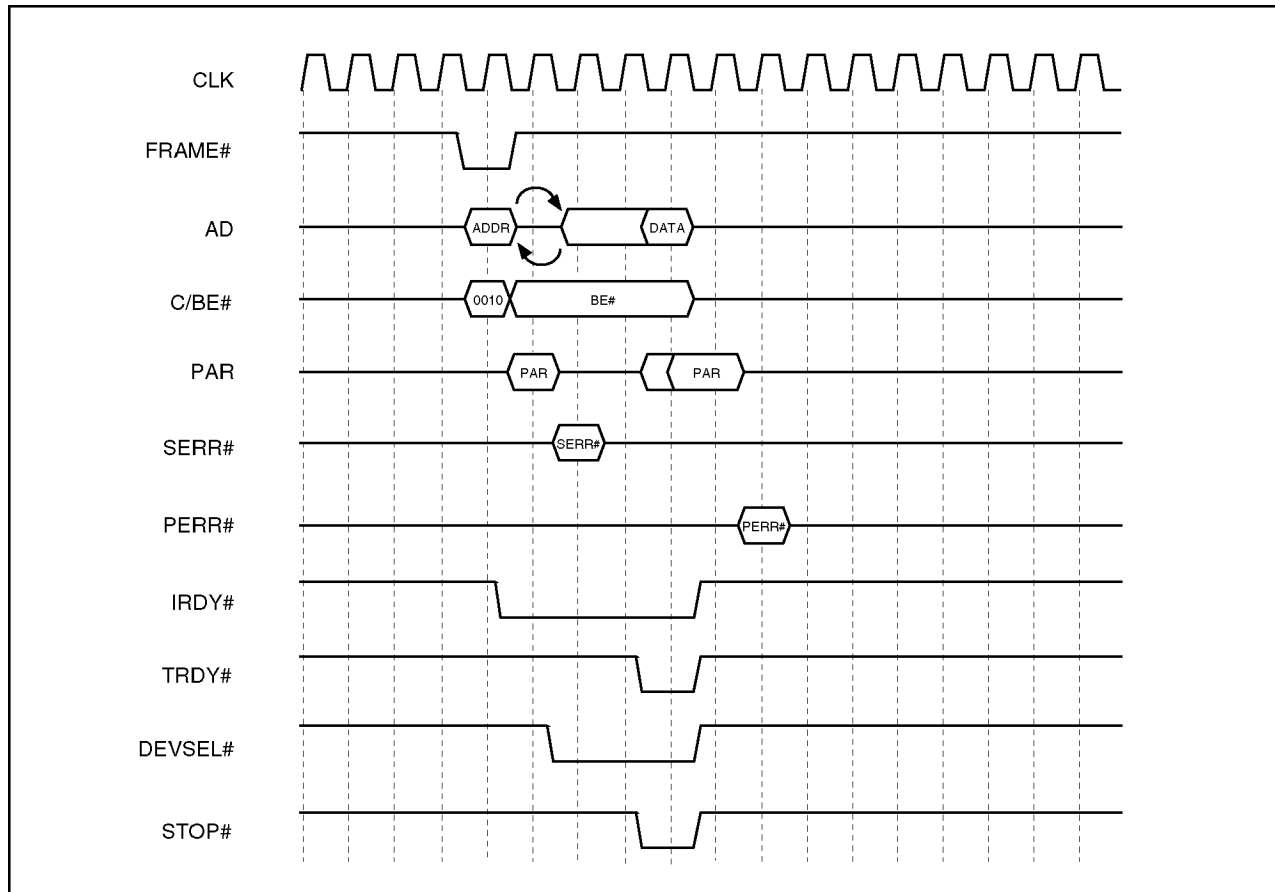 CLK
FRAME#
AD
ADDR
DATA
C/BE#
0010
BE#
PAR
PAR
PAR
SERR#
SERR#
PERR#
PERR#
IRDY#
TRDY#
DEVSEL#
STOP#